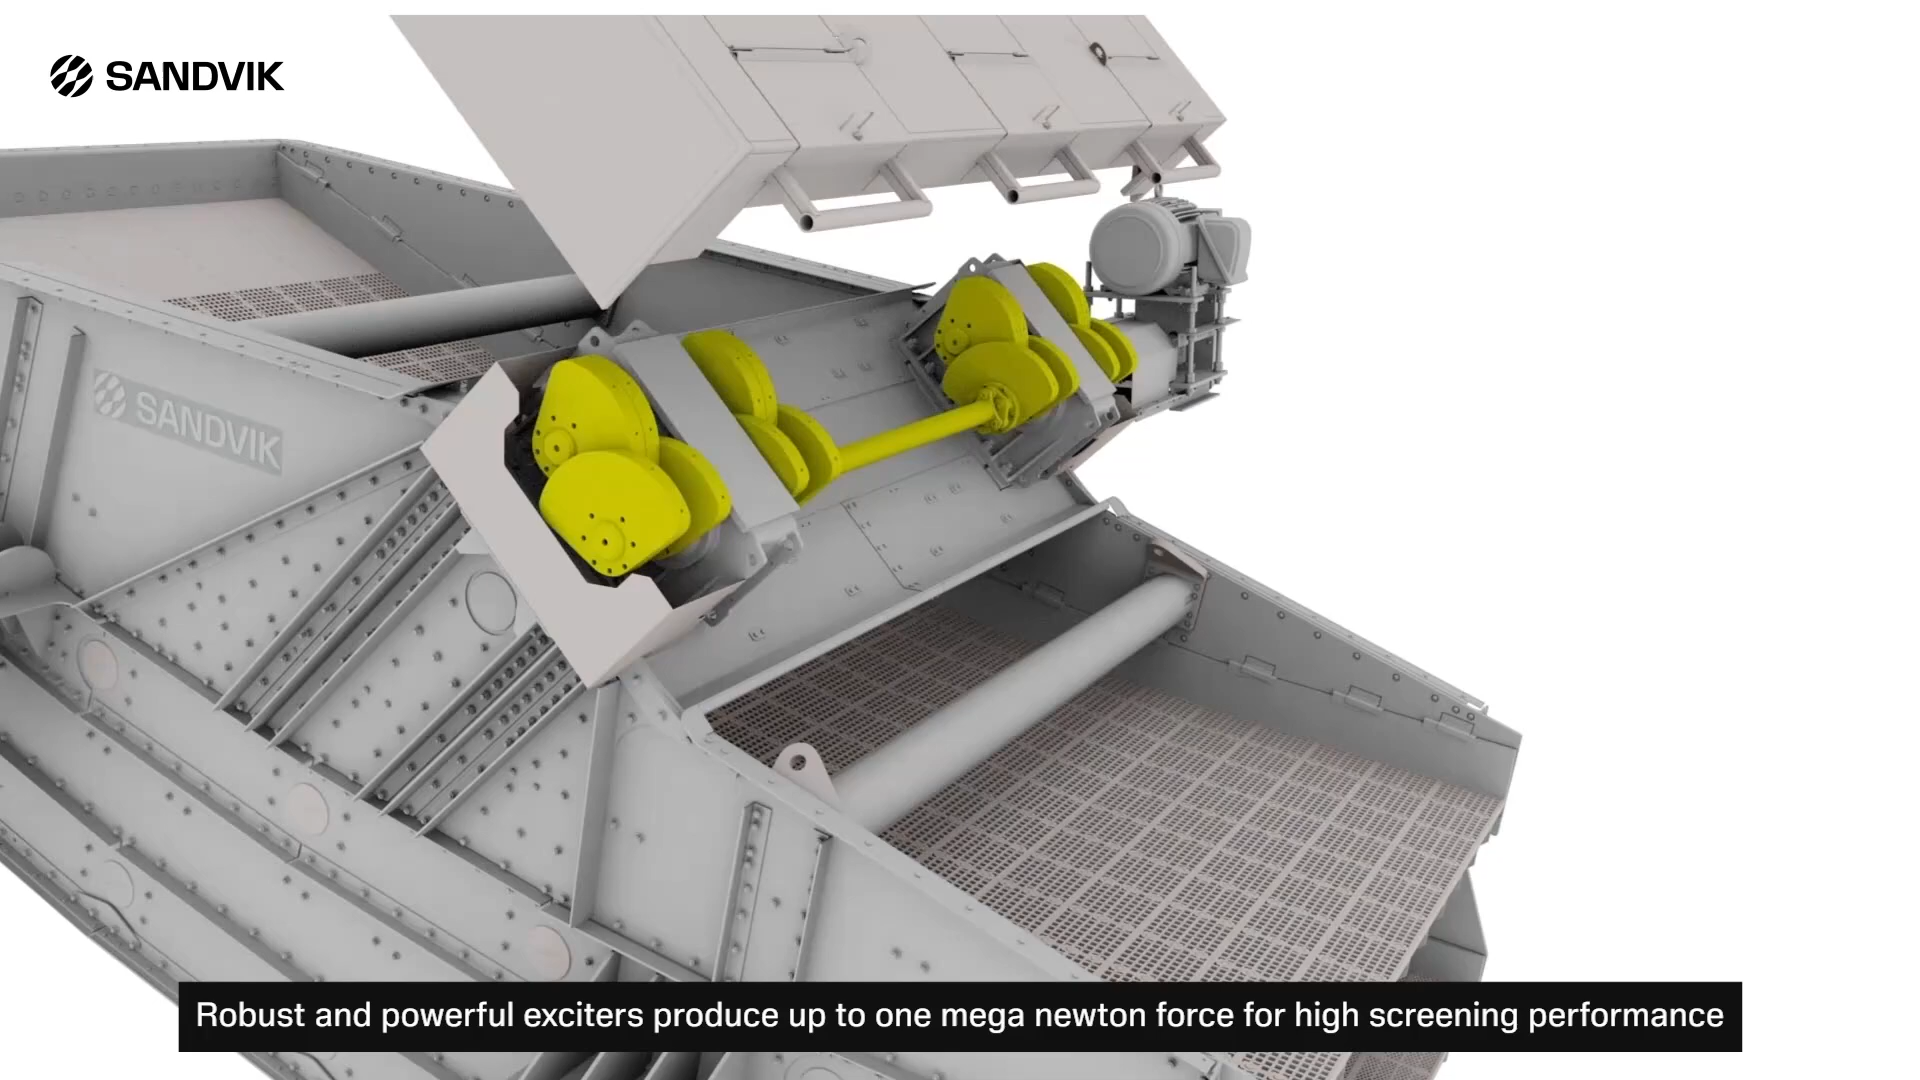 SANDVIK
SANDVIK
Robust and powerful exciters produce up to one mega newton force for high screening performance